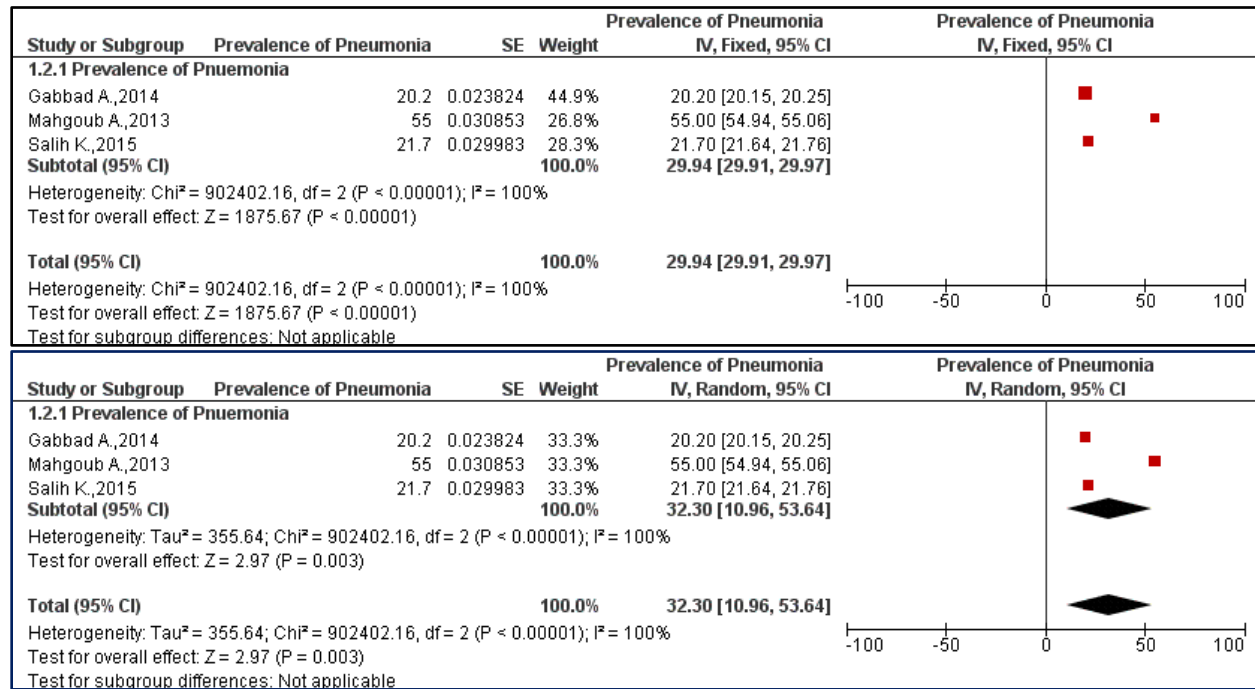 Prevalence of Pneumonia Prevalence of Pneumonia
Study or Subgroup Prevalence of Pneumonia SE Weight IV, Fixed, 95% CI IV, Fixed, 95% CI
1.2.1 Prevalence of Pnuemonia
Gabbad A.,2014 20.2 0.023824 44.9% 20.20 [20.15, 20.25]
Mahgoub A.,2013 55 0.030853 26.8% 55.00 [54.94, 55.06]
Salih K.,2015 21.7 0.029983 28.3% 21.70 [21.64, 21.76]
Subtotal (95% CI) 100.0% 29.94 [29.91, 29.97]
Heterogeneity: Chi² = 902402.16, df = 2 (P < 0.00001); I² = 100%
Test for overall effect: Z = 1875.67 (P < 0.00001)
Total (95% CI) 100.0% 29.94 [29.91, 29.97]
Heterogeneity: Chi² = 902402.16, df = 2 (P < 0.00001); I² = 100%
Test for overall effect: Z = 1875.67 (P < 0.00001)
Test for subgroup differences: Not applicable
-100 -50 0 50 100
Prevalence of Pneumonia Prevalence of Pneumonia
Study or Subgroup Prevalence of Pneumonia SE Weight IV, Random, 95% CI IV, Random, 95% CI
1.2.1 Prevalence of Pnuemonia
Gabbad A.,2014 20.2 0.023824 33.3% 20.20 [20.15, 20.25]
Mahgoub A.,2013 55 0.030853 33.3% 55.00 [54.94, 55.06]
Salih K.,2015 21.7 0.029983 33.3% 21.70 [21.64, 21.76]
Subtotal (95% CI) 100.0% 32.30 [10.96, 53.64]
Heterogeneity: Tau² = 355.64; Chi² = 902402.16, df = 2 (P < 0.00001); I² = 100%
Test for overall effect: Z = 2.97 (P = 0.003)
Total (95% CI) 100.0% 32.30 [10.96, 53.64]
Heterogeneity: Tau² = 355.64; Chi² = 902402.16, df = 2 (P < 0.00001); I² = 100%
Test for overall effect: Z = 2.97 (P = 0.003)
Test for subgroup differences: Not applicable
-100 -50 0 50 100